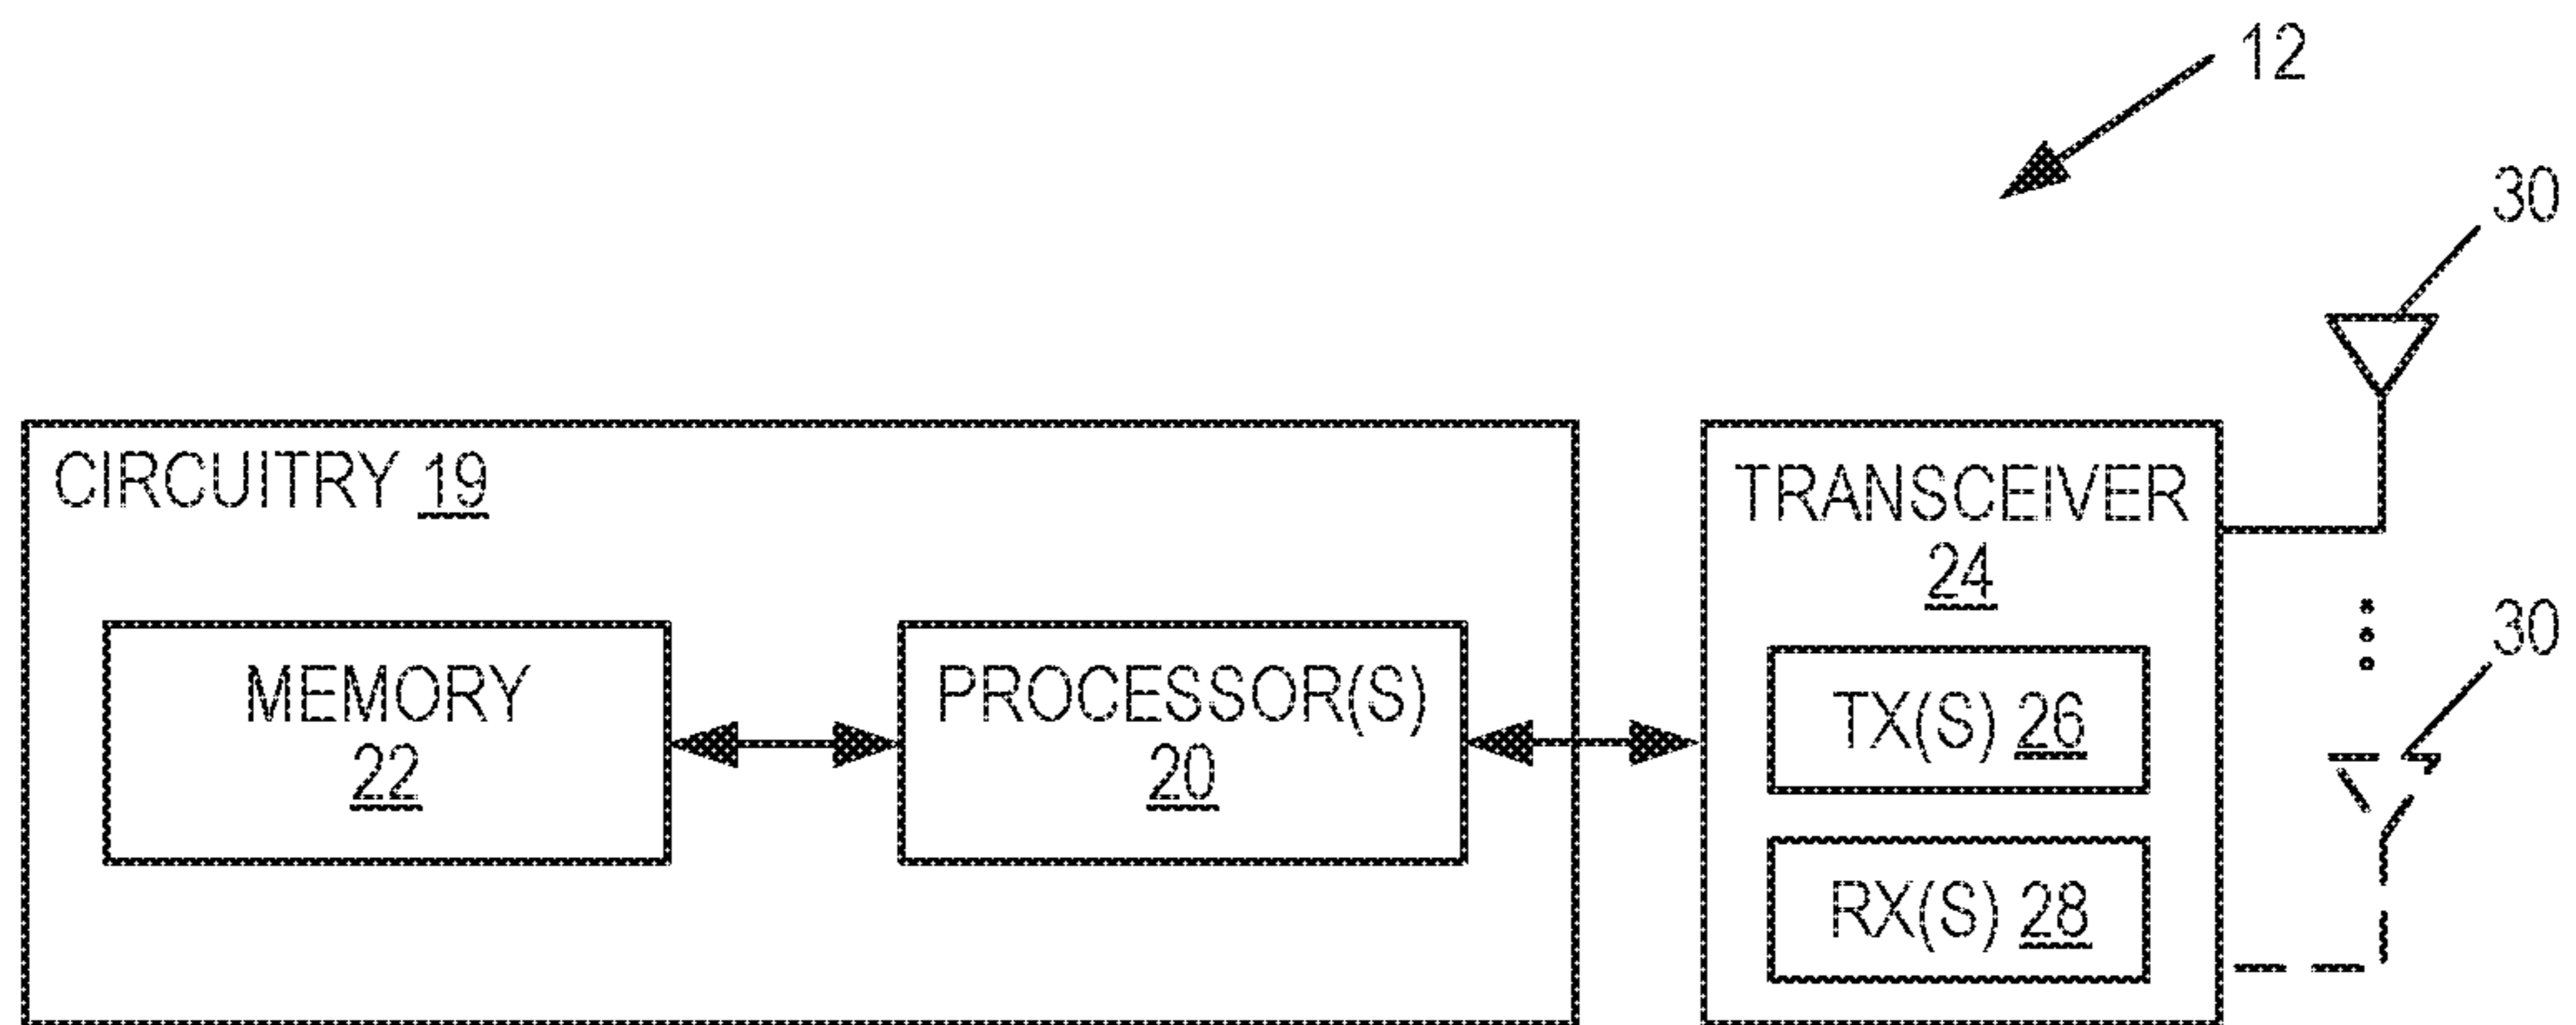 12
30
CIRCUITRY 19
TRANSCEIVER
24
MEMORY
22
PROCESSOR(S)
20
TX(S) 26
RX(S) 28
30